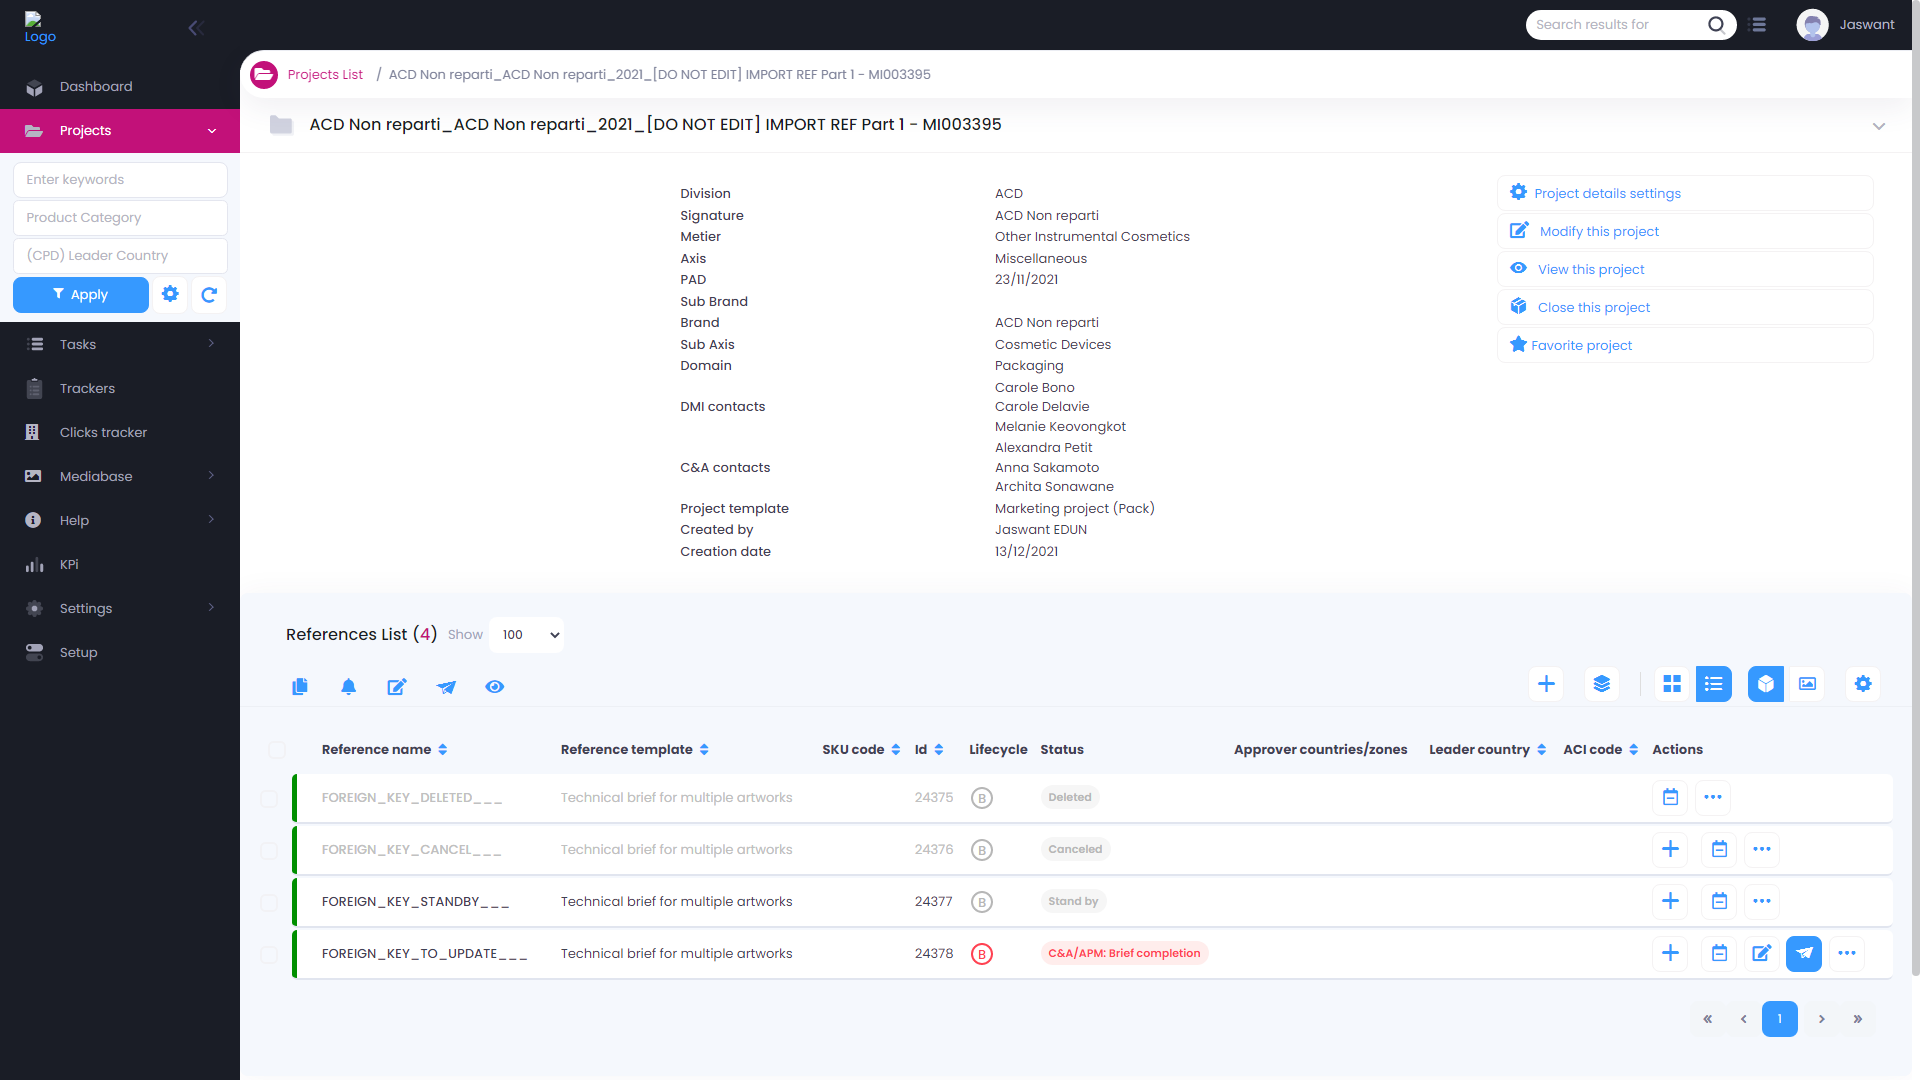 Logo
Search results for
Jaswant
Dashboard
Projects
Enter keywords
Product Category
(CPD) Leader Country
Apply
Tasks
Trackers
Clicks tracker
Mediabase
Help
KPi
Settings
Setup
Projects List / ACD Non reparti_ACD Non reparti_2021_[DO NOT EDIT] IMPORT REF Part 1 - MI003395
ACD Non reparti_ACD Non reparti_2021_[DO NOT EDIT] IMPORT REF Part 1 - MI003395
Division ACD
Signature ACD Non reparti
Metier Other Instrumental Cosmetics
Axis Miscellaneous
PAD 23/11/2021
Sub Brand
Brand ACD Non reparti
Sub Axis Cosmetic Devices
Domain Packaging
Carole Bono
DMI contacts Carole Delavie
Melanie Keovongkot
Alexandra Petit
C&A contacts Anna Sakamoto
Archita Sonawane
Project template Marketing project (Pack)
Created by Jaswant EDUN
Creation date 13/12/2021
Project details settings
Modify this project
View this project
Close this project
Favorite project
References List (4) Show 100
Reference name Reference template SKU code Id Lifecycle Status Approver countries/zones Leader country ACI code Actions
FOREIGN_KEY_DELETED___ Technical brief for multiple artworks 24375 B Deleted
FOREIGN_KEY_CANCEL___ Technical brief for multiple artworks 24376 B Canceled
FOREIGN_KEY_STANDBY___ Technical brief for multiple artworks 24377 B Stand by
FOREIGN_KEY_TO_UPDATE___ Technical brief for multiple artworks 24378 B C&A/APM: Brief completion
« ‹ 1 › »